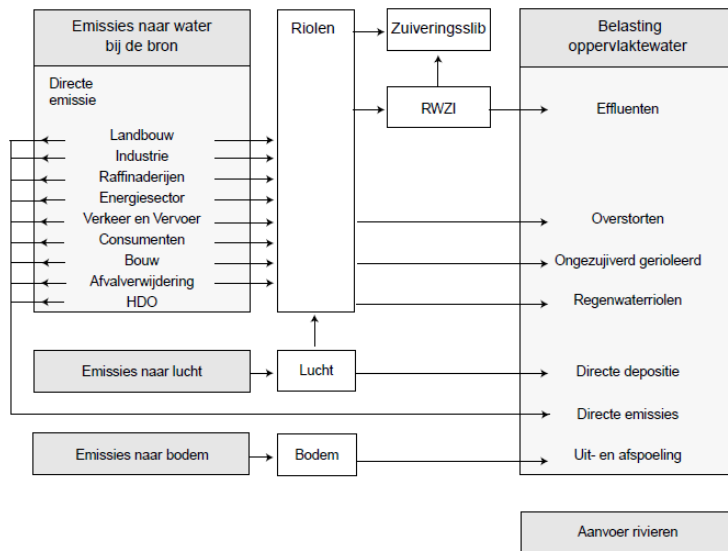 Emissies naar water
bij de bron
Riolen
Zuiveringsslib
Belasting
oppervlaktewater
Directe
emissie
RWZI
Effluenten
Landbouw
Industrie
Raffinaderijen
Energiesector
Verkeer en Vervoer
Overstorten
Consumenten
Bouw
Ongezujiverd gerioleerd
Afvalverwijdering
HDO
Regenwaterriolen
Emissies naar lucht
Lucht
Directe depositie
Directe emissies
Emissies naar bodem
Bodem
Uit- en afspoeling
Aanvoer rivieren